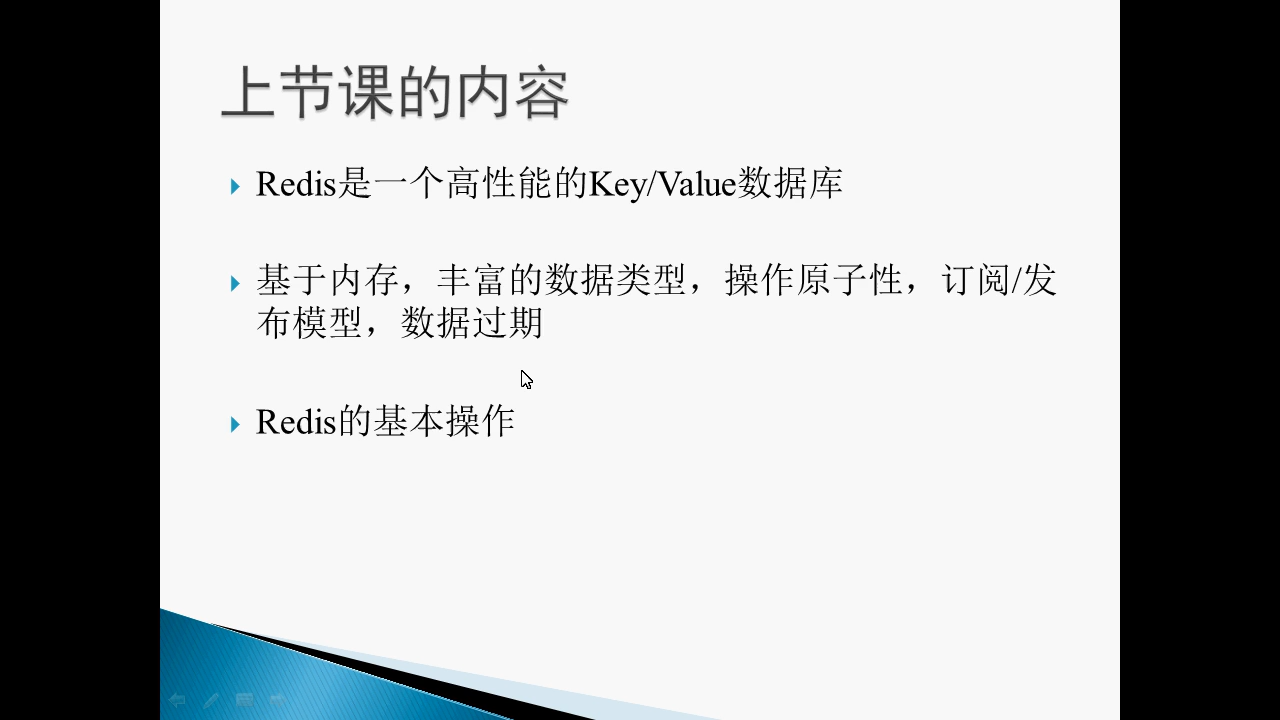 上节课的内容
Redis是一个高性能的Key/Value数据库
基于内存，丰富的数据类型，操作原子性，订阅/发
布模型，数据过期
Redis的基本操作